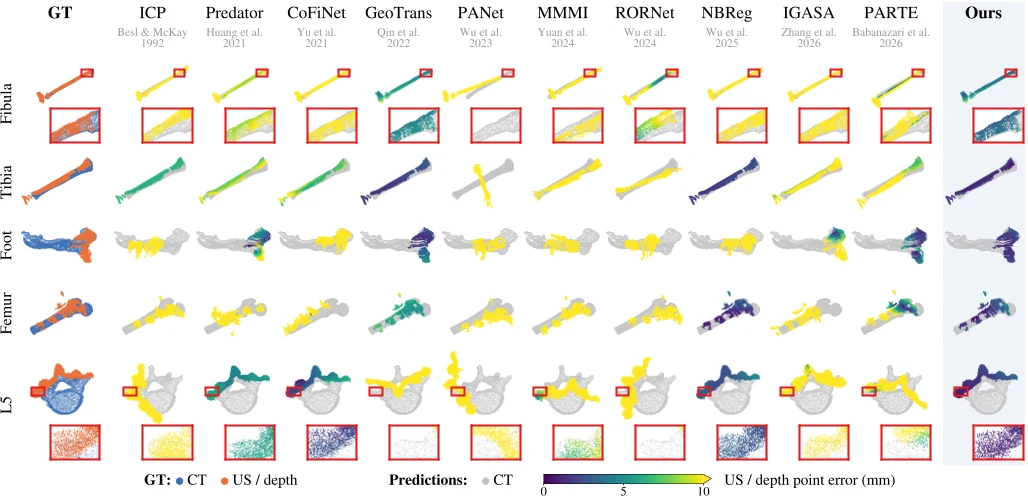 GT ICP Predator CoFiNet GeoTrans PANet MMMI RORNet NBReg IGASA PARTE Ours
Besl & McKay Huang et al. Yu et al. Qin et al. Wu et al. Yuan et al. Wu et al. Wu et al. Zhang et al. Babanazari et al.
1992 2021 2021 2022 2023 2024 2024 2025 2026 2026
Fibula
Tibia
Foot
Femur
L5
GT: CT US / depth Predictions: CT US / depth point error (mm)
0 5 10